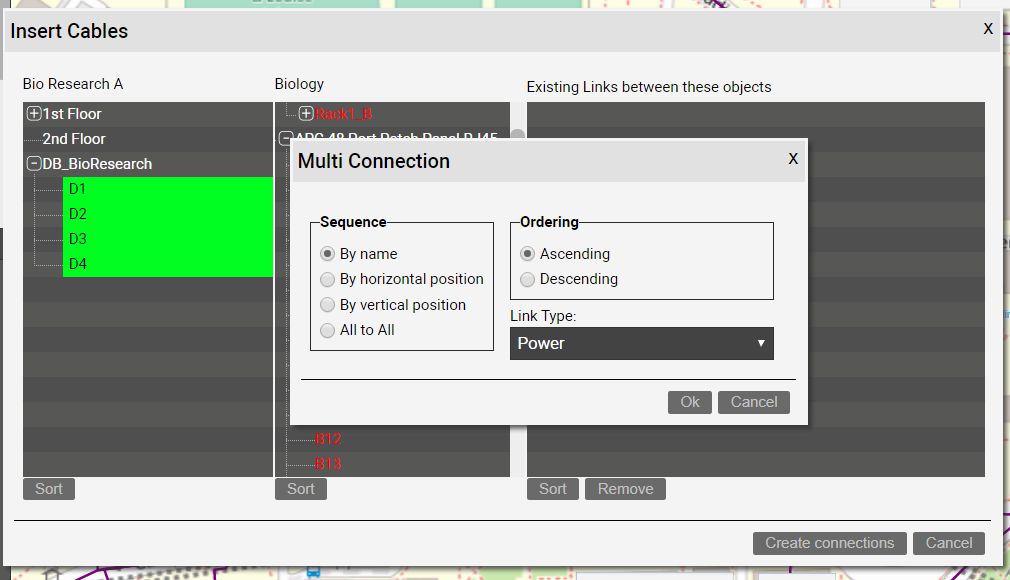 Insert Cables
X
Bio Research A
Biology
Existing Links between these objects
1st Floor
2nd Floor
DB_BioResearch
D1
D2
D3
D4
Rack1_B
APC 48 Port Patch Panel RJ45
Multi Connection
X
Sequence
By name
By horizontal position
By vertical position
All to All
Ordering
Ascending
Descending
Link Type:
Power
Ok
Cancel
B12
B13
Sort
Sort
Sort
Remove
Create connections
Cancel